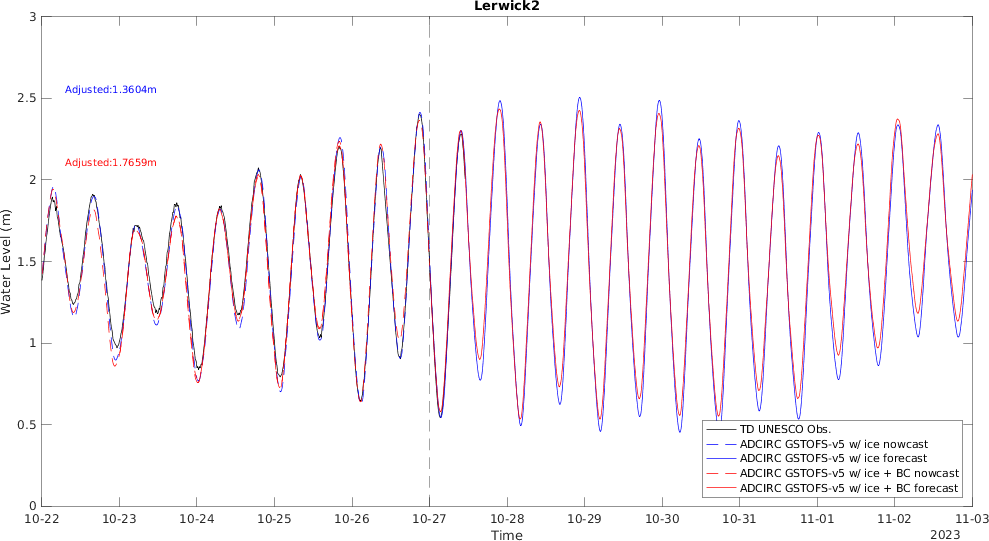 Lerwick2
3
2.5
2
1.5
1
0.5
0
Water Level (m)
Adjusted:1.3604m
Adjusted:1.7659m
TD UNESCO Obs.
ADCIRC GSTOFS-v5 w/ ice nowcast
ADCIRC GSTOFS-v5 w/ ice forecast
ADCIRC GSTOFS-v5 w/ ice + BC nowcast
ADCIRC GSTOFS-v5 w/ ice + BC forecast
10-22 10-23 10-24 10-25 10-26 10-27 10-28 10-29 10-30 10-31 11-01 11-02 11-03
Time
2023